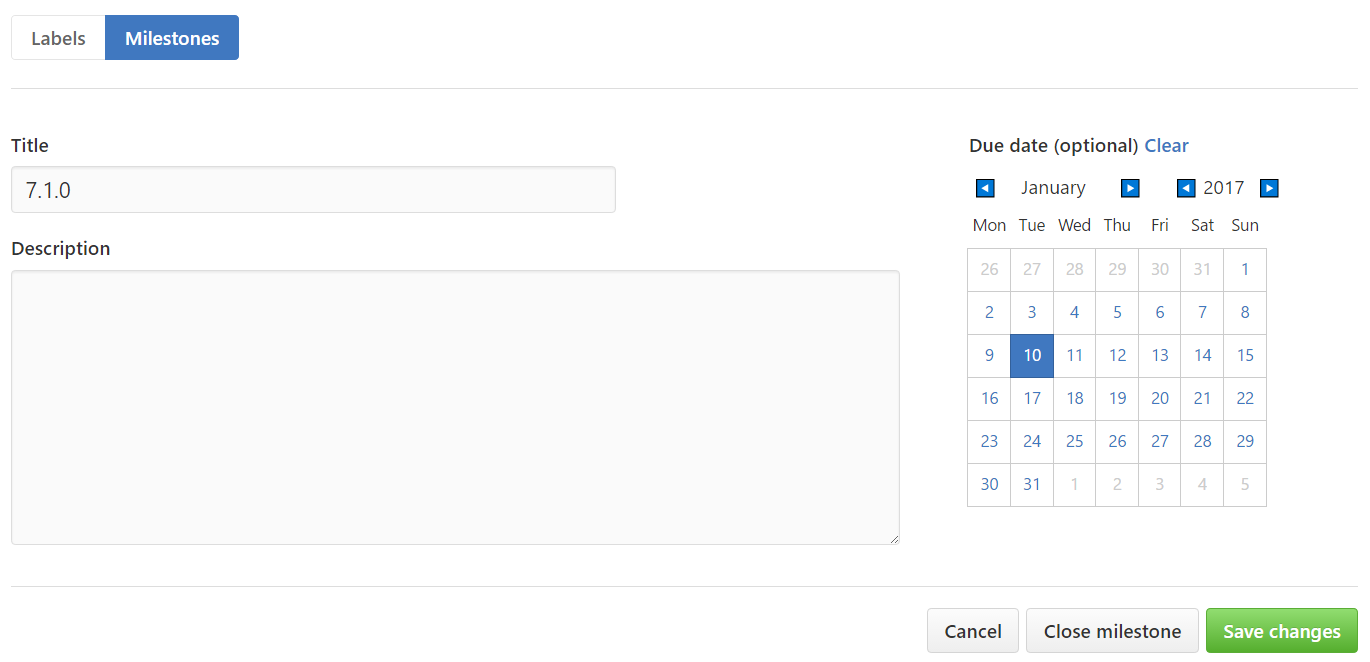 Labels Milestones
Title
7.1.0
Description
Due date (optional) Clear
January 2017
Mon Tue Wed Thu Fri Sat Sun
26 27 28 29 30 31 1
2 3 4 5 6 7 8
9 10 11 12 13 14 15
16 17 18 19 20 21 22
23 24 25 26 27 28 29
30 31 1 2 3 4 5
Cancel Close milestone Save changes